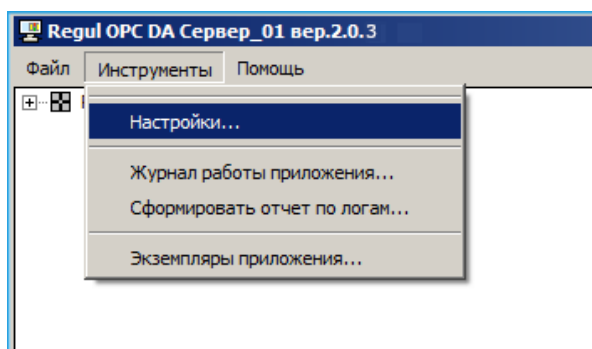 Regul OPC DA Сервер_01 вер.2.0.3
Файл Инструменты Помощь
Настройки...
Журнал работы приложения...
Сформировать отчет по логам...
Экземпляры приложения...